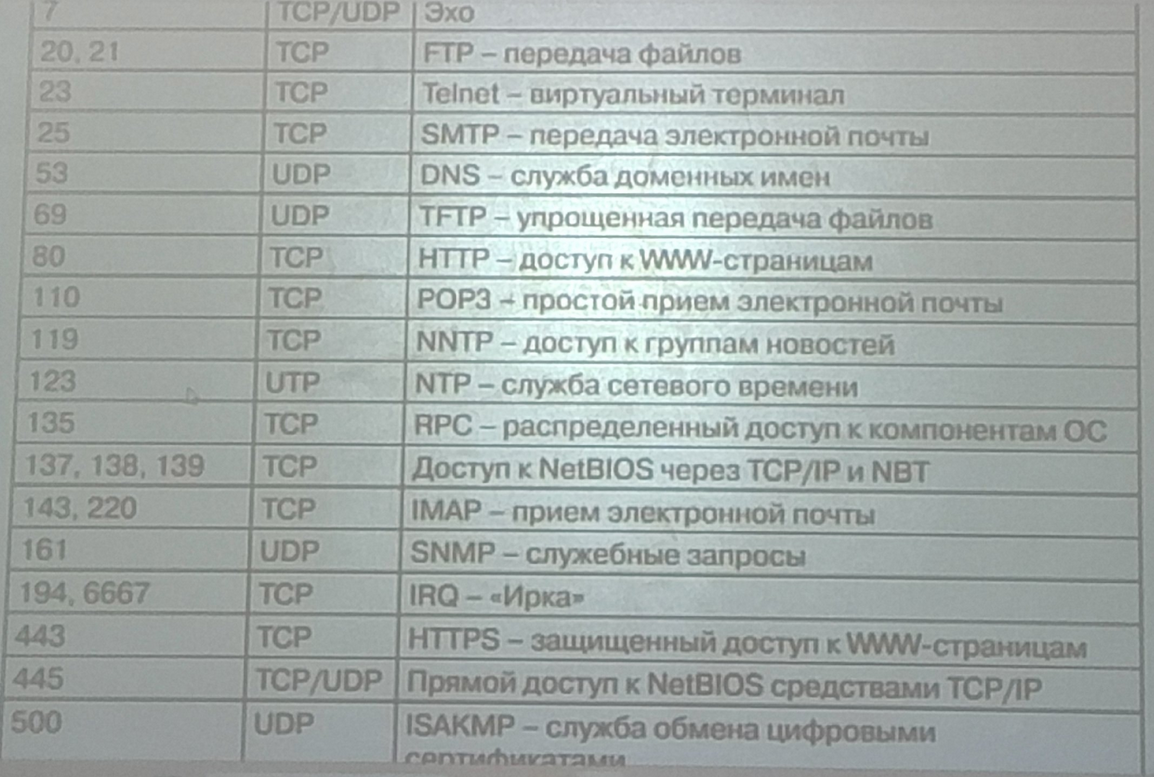 7 TCP/UDP Эхо
20, 21 TCP FTP – передача файлов
23 TCP Telnet – виртуальный терминал
25 TCP SMTP – передача электронной почты
53 UDP DNS – служба доменных имен
69 UDP TFTP – упрощенная передача файлов
80 TCP HTTP – доступ к WWW-страницам
110 TCP POP3 – простой прием электронной почты
119 TCP NNTP – доступ к группам новостей
123 UTP NTP – служба сетевого времени
135 TCP RPC – распределенный доступ к компонентам ОС
137, 138, 139 TCP Доступ к NetBIOS через TCP/IP и NBT
143, 220 TCP IMAP – прием электронной почты
161 UDP SNMP – служебные запросы
194, 6667 TCP IRQ – «Ирка»
443 TCP HTTPS – защищенный доступ к WWW-страницам
445 TCP/UDP Прямой доступ к NetBIOS средствами TCP/IP
500 UDP ISAKMP – служба обмена цифровыми
сертификатами